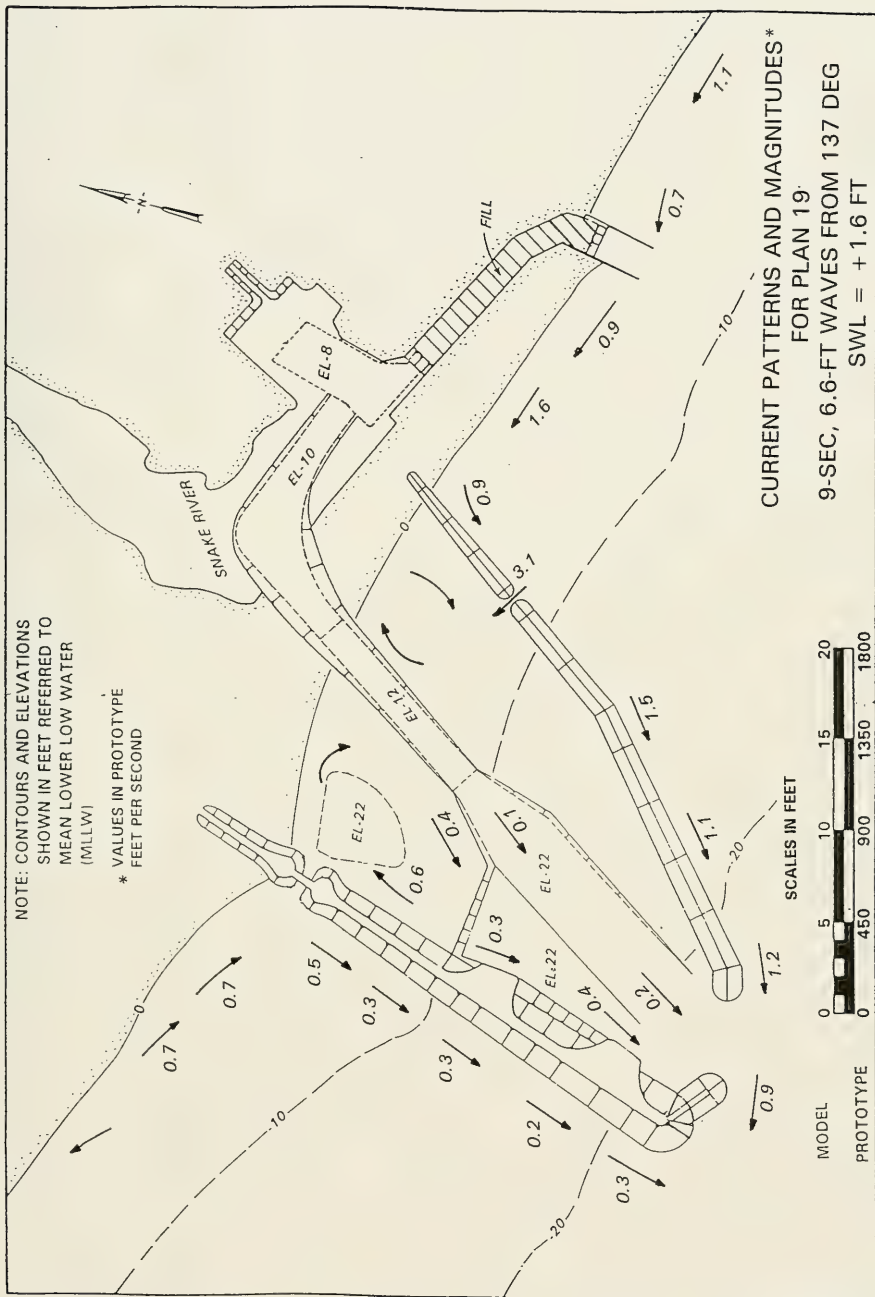 NOTE: CONTOURS AND ELEVATIONS
SHOWN IN FEET REFERRED TO
MEAN LOWER LOW WATER
(MLLW)
* VALUES IN PROTOTYPE
FEET PER SECOND
-N-
SNAKE RIVER
EL-8
EL-10
FILL
EL-12
EL-22
EL-22
EL-22
0
0
-10
-10
-20
-20
0.7
0.7
0.5
0.3
0.3
0.2
0.3
0.6
0.4
0.1
0.3
0.4
0.2
0.9
1.2
1.1
1.5
3.1
0.9
1.6
0.9
0.7
1.1
CURRENT PATTERNS AND MAGNITUDES*
FOR PLAN 19
9-SEC, 6.6-FT WAVES FROM 137 DEG
SWL = +1.6 FT
SCALES IN FEET
MODEL 0 5 10 15 20
PROTOTYPE 0 450 900 1350 1800